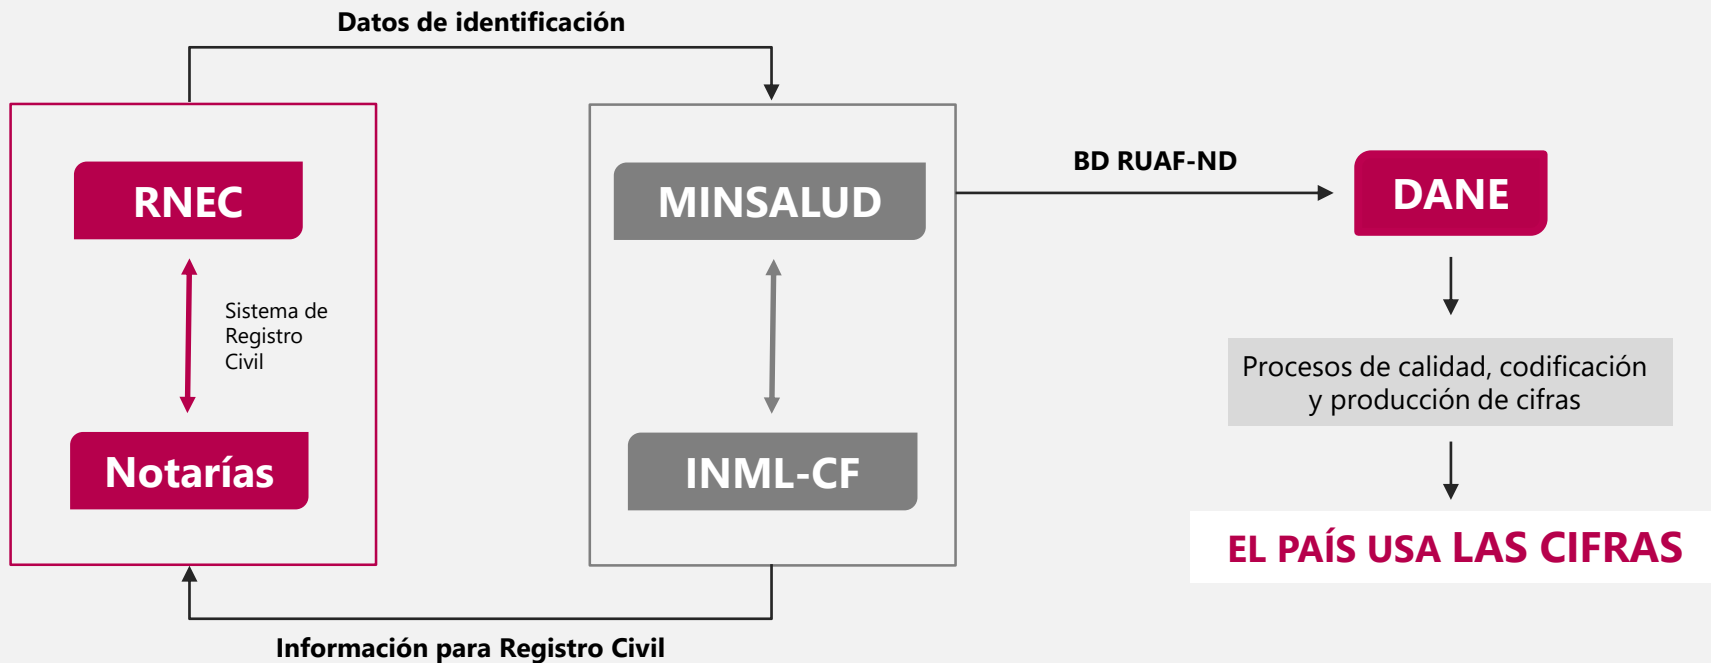 Datos de identificación
RNEC
Sistema de
Registro
Civil
Notarías
MINSALUD
INML-CF
Información para Registro Civil
BD RUAF-ND
DANE
Procesos de calidad, codificación
y producción de cifras
EL PAÍS USA LAS CIFRAS